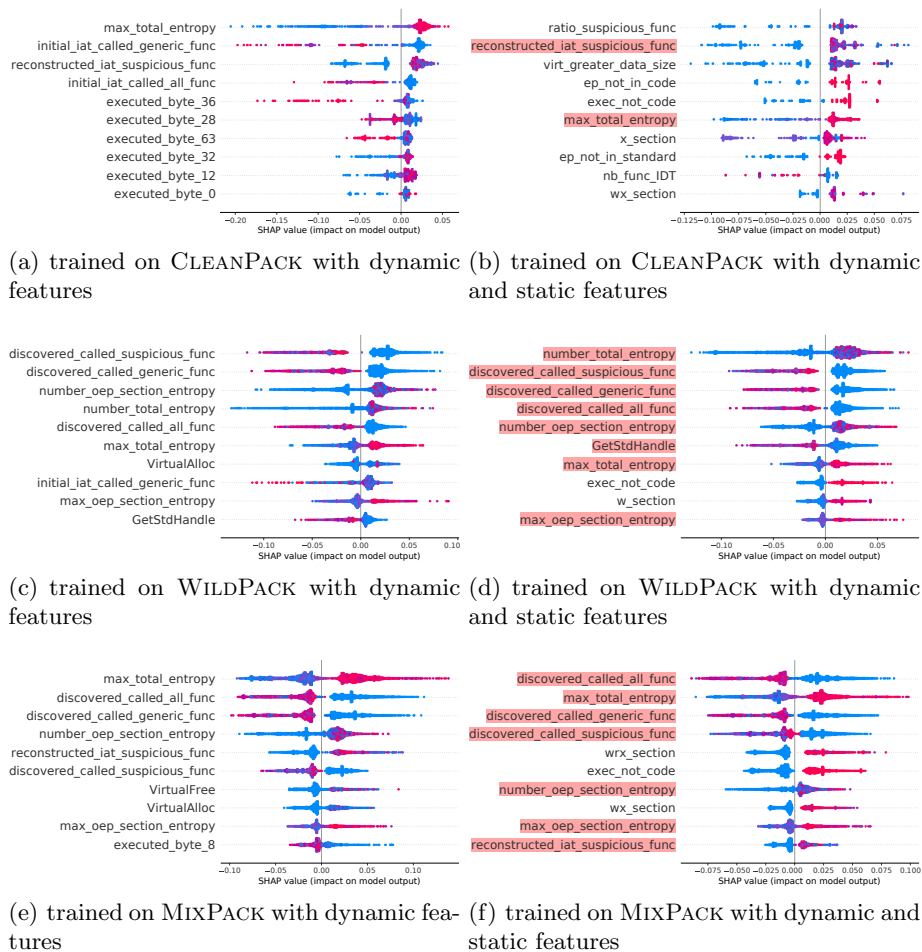 max_total_entropy
initial_iat_called_generic_func
reconstructed_iat_suspicious_func
initial_iat_called_all_func
executed_byte_36
executed_byte_28
executed_byte_63
executed_byte_32
executed_byte_12
executed_byte_0
−0.20 −0.15 −0.10 −0.05 0.00 0.05
SHAP value (impact on model output)
(a) trained on CLEANPACK with dynamic
features
ratio_suspicious_func
reconstructed_iat_suspicious_func
virt_greater_data_size
ep_not_in_code
exec_not_code
max_total_entropy
x_section
ep_not_in_standard
nb_func_IDT
wx_section
−0.125 −0.100 −0.075 −0.050 −0.025 0.000 0.025 0.050 0.075
SHAP value (impact on model output)
(b) trained on CLEANPACK with dynamic
and static features
discovered_called_suspicious_func
discovered_called_generic_func
number_oep_section_entropy
number_total_entropy
discovered_called_all_func
max_total_entropy
VirtualAlloc
initial_iat_called_generic_func
max_oep_section_entropy
GetStdHandle
−0.10 −0.05 0.00 0.05 0.10
SHAP value (impact on model output)
(c) trained on WILDPACK with dynamic
features
number_total_entropy
discovered_called_suspicious_func
discovered_called_generic_func
discovered_called_all_func
number_oep_section_entropy
GetStdHandle
max_total_entropy
exec_not_code
w_section
max_oep_section_entropy
−0.10 −0.05 0.00 0.05
SHAP value (impact on model output)
(d) trained on WILDPACK with dynamic
and static features
max_total_entropy
discovered_called_all_func
discovered_called_generic_func
number_oep_section_entropy
reconstructed_iat_suspicious_func
discovered_called_suspicious_func
VirtualFree
VirtualAlloc
max_oep_section_entropy
executed_byte_8
−0.10 −0.05 0.00 0.05 0.10 0.15
SHAP value (impact on model output)
(e) trained on MIXPACK with dynamic fea-
tures
discovered_called_all_func
max_total_entropy
discovered_called_generic_func
discovered_called_suspicious_func
wrx_section
exec_not_code
number_oep_section_entropy
wx_section
max_oep_section_entropy
reconstructed_iat_suspicious_func
−0.075 −0.050 −0.025 0.000 0.025 0.050 0.075 0.100
SHAP value (impact on model output)
(f) trained on MIXPACK with dynamic and
static features